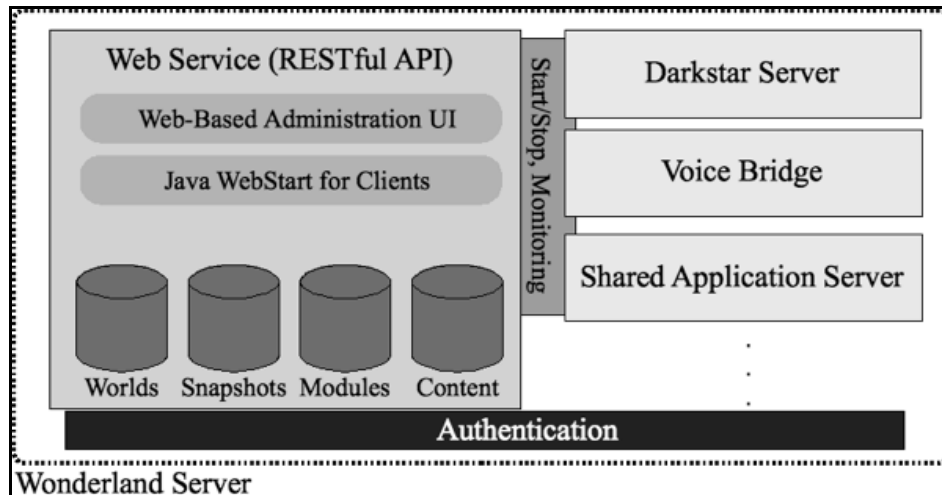 Web Service (RESTful API)
Web-Based Administration UI
Java WebStart for Clients
Worlds Snapshots Modules Content
Start/Stop, Monitoring
Darkstar Server
Voice Bridge
Shared Application Server
Authentication
Wonderland Server